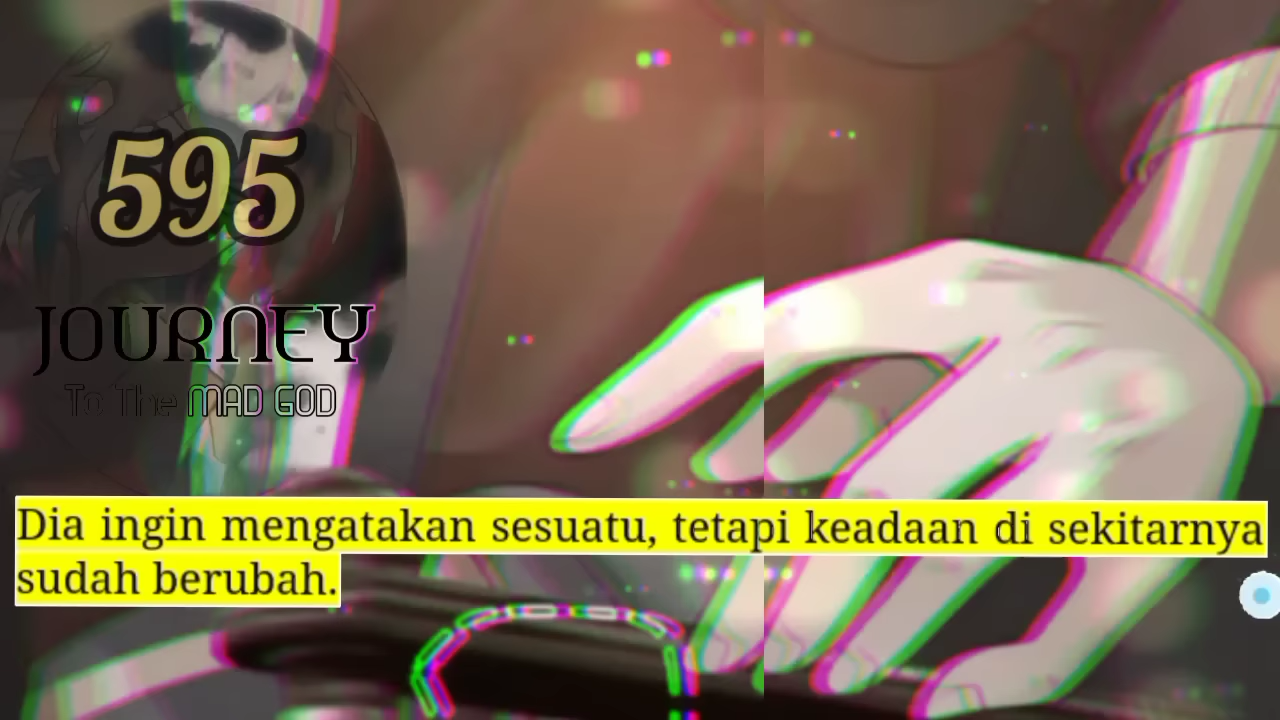 595
JOURNEY
To The MAD GOD
Dia ingin mengatakan sesuatu, tetapi keadaan di sekitarnya
sudah berubah.